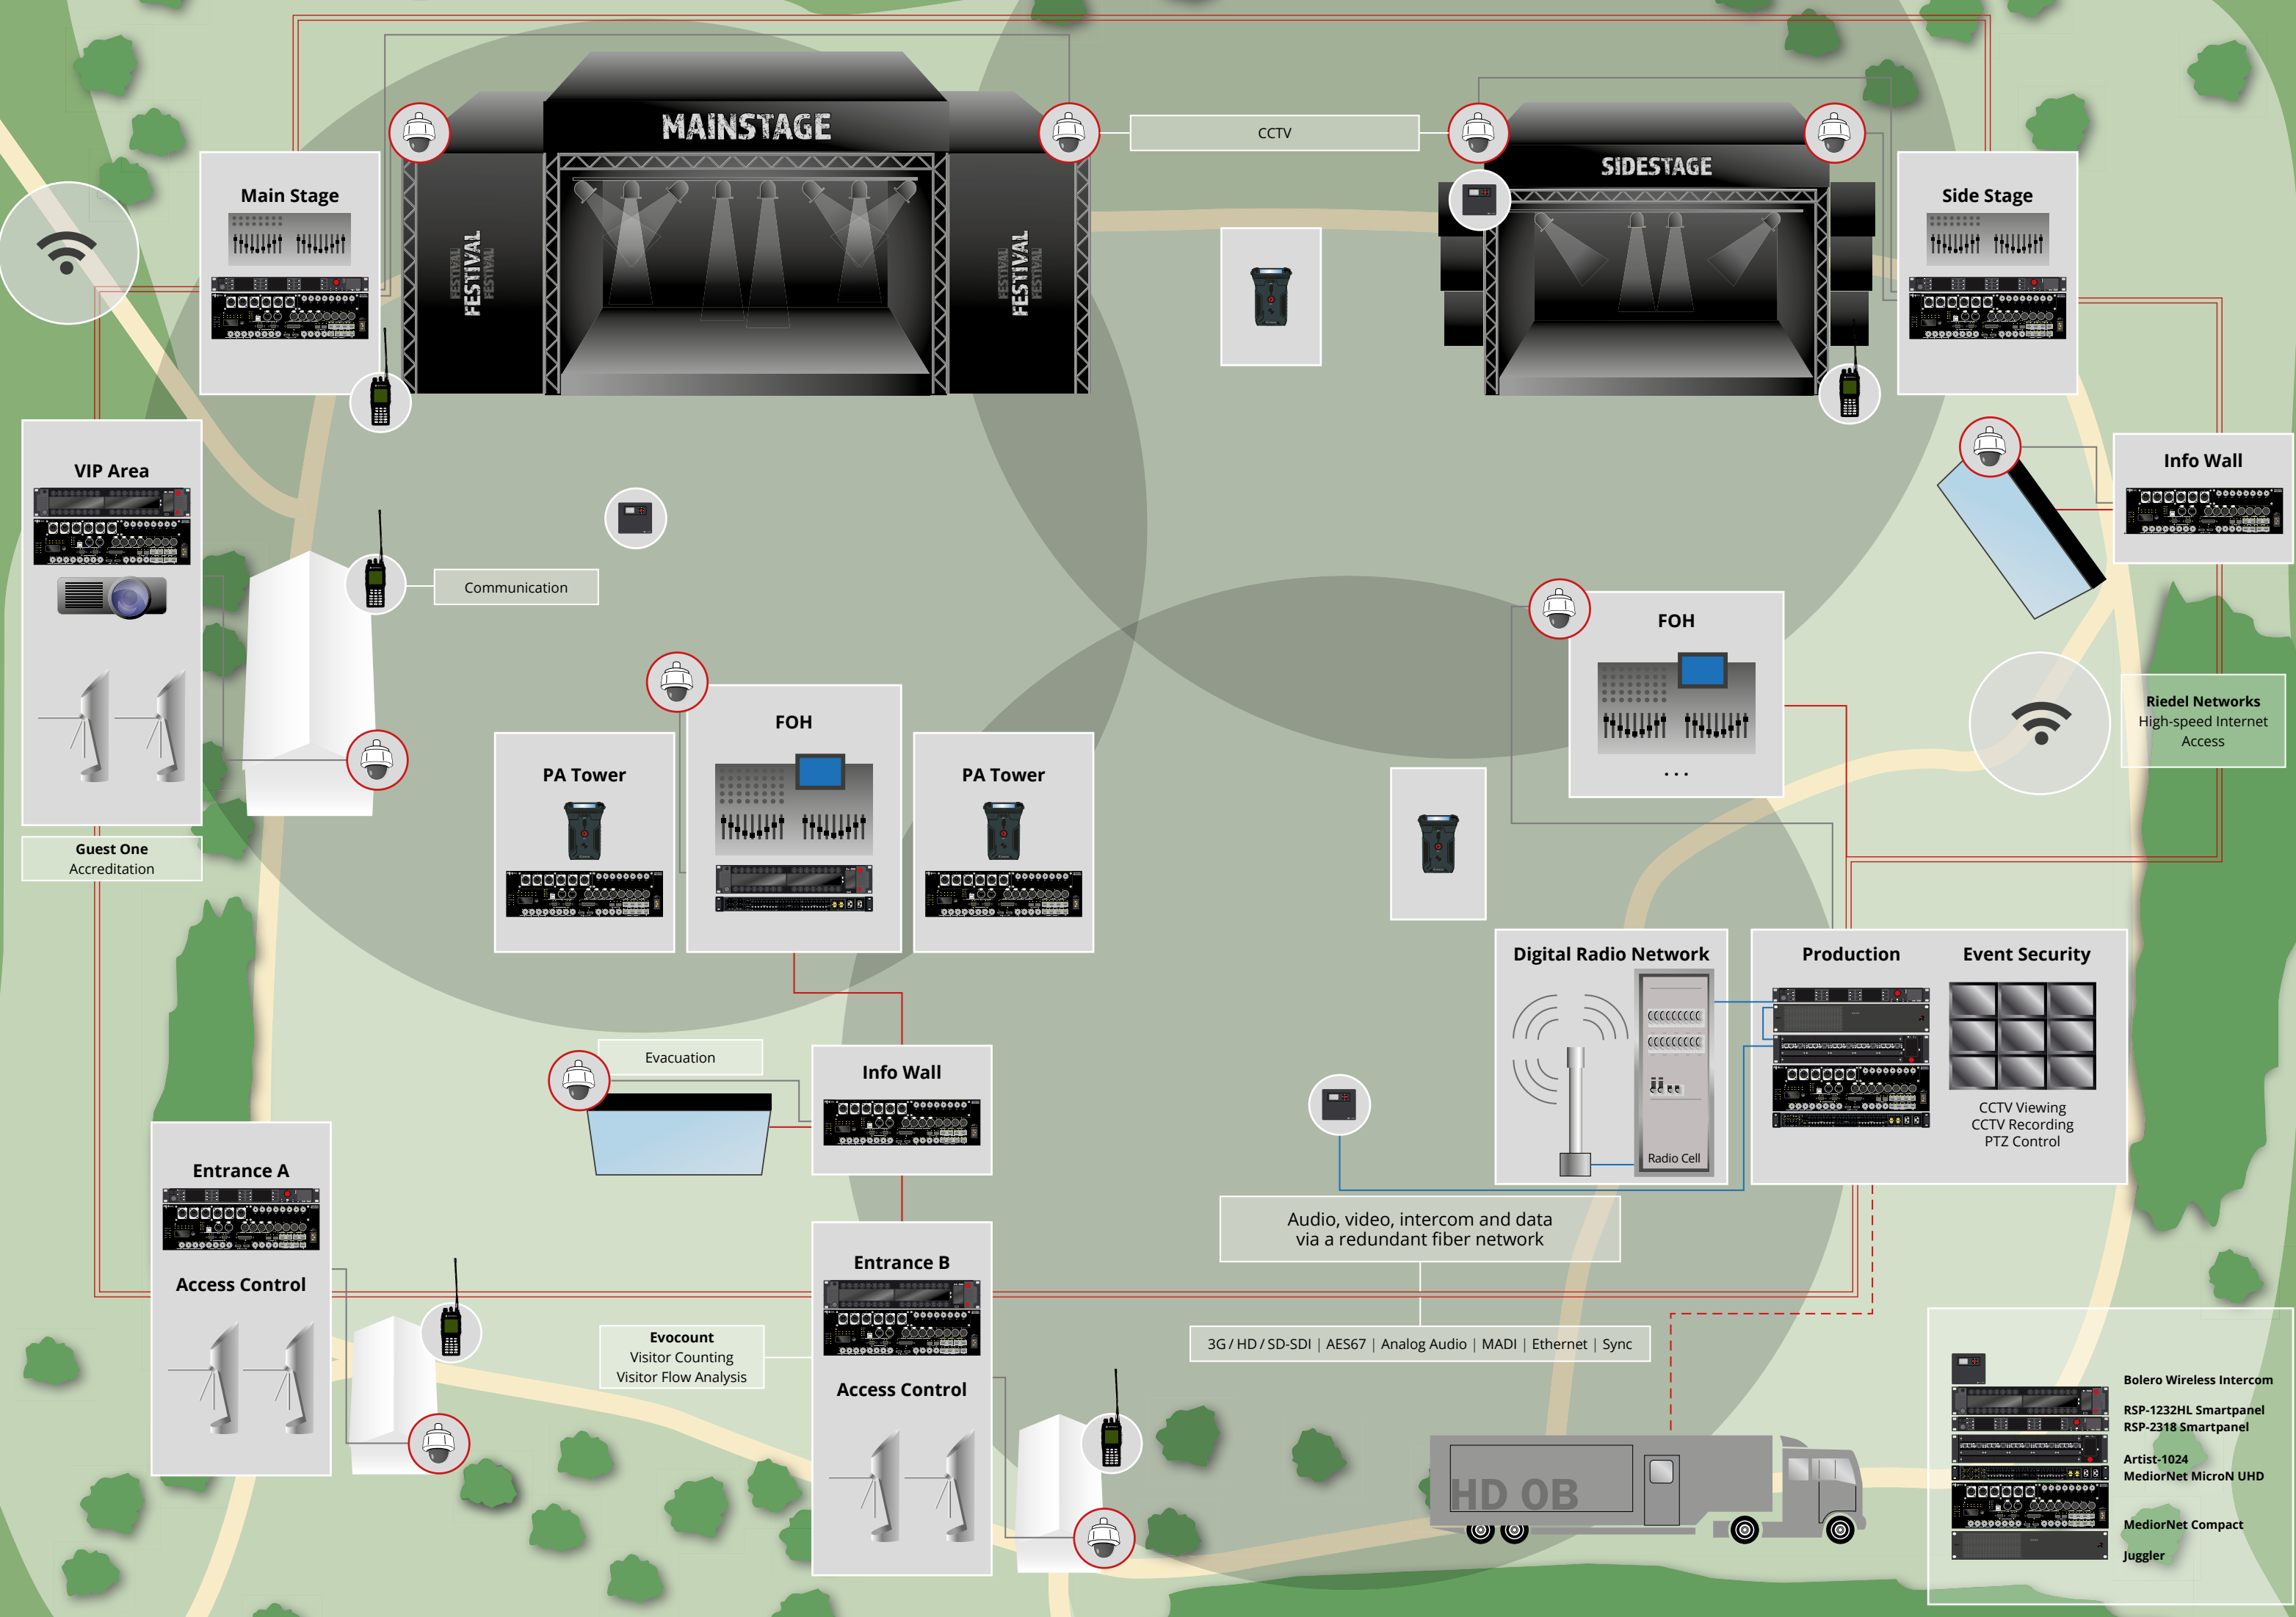 MAINSTAGE
CCTV
SIDESTAGE
Main Stage
Side Stage
FESTIVAL
FESTIVAL
FESTIVAL
FESTIVAL
FESTIVAL
FESTIVAL
VIP Area
Info Wall
Communication
FOH
Riedel Networks
High-speed Internet
Access
FOH
PA Tower
PA Tower
...
Guest One
Accreditation
Digital Radio Network
Production
Event Security
Evacuation
Info Wall
CCTV Viewing
CCTV Recording
PTZ Control
Radio Cell
Entrance A
Audio, video, intercom and data
via a redundant fiber network
Entrance B
Access Control
Evocount
Visitor Counting
Visitor Flow Analysis
3G / HD / SD-SDI | AES67 | Analog Audio | MADI | Ethernet | Sync
Access Control
HD OB
Bolero Wireless Intercom
RSP-1232HL Smartpanel
RSP-2318 Smartpanel
Artist-1024
MediorNet MicroN UHD
MediorNet Compact
Juggler